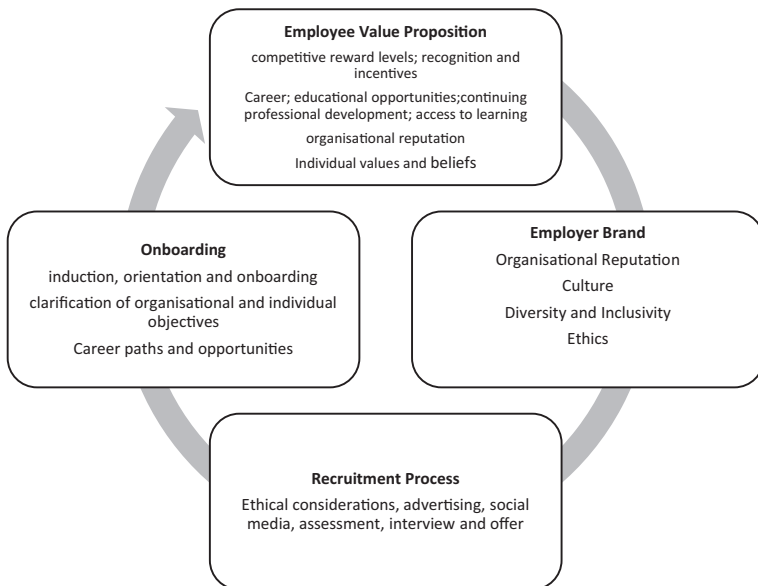 Employee Value Proposition
competitive reward levels; recognition and
incentives
Career; educational opportunities;continuing
professional development; access to learning
organisational reputation
Individual values and beliefs
Employer Brand
Organisational Reputation
Culture
Diversity and Inclusivity
Ethics
Recruitment Process
Ethical considerations, advertising, social
media, assessment, interview and offer
Onboarding
induction, orientation and onboarding
clarification of organisational and individual
objectives
Career paths and opportunities